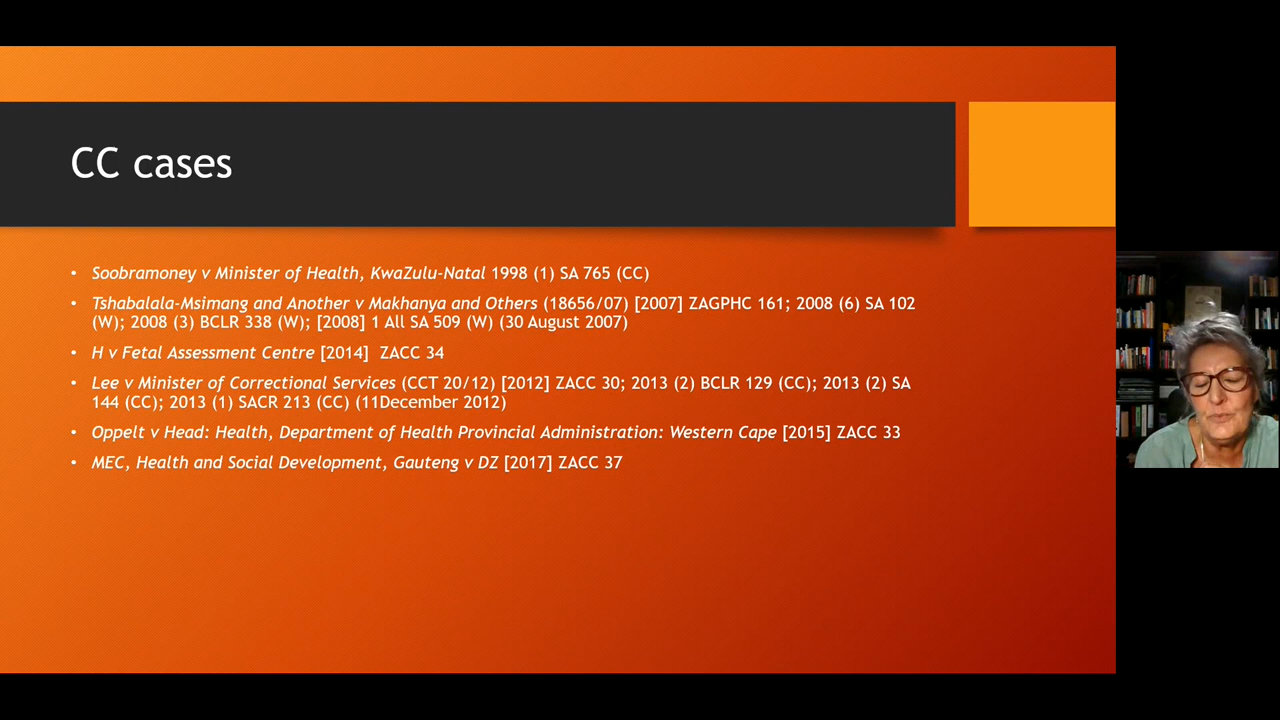 CC cases
• Soobramoney v Minister of Health, KwaZulu-Natal 1998 (1) SA 765 (CC)
• Tshabalala-Msimang and Another v Makhanya and Others (18656/07) [2007] ZAGPHC 161; 2008 (6) SA 102
(W); 2008 (3) BCLR 338 (W); [2008] 1 All SA 509 (W) (30 August 2007)
• H v Fetal Assessment Centre [2014]  ZACC 34
• Lee v Minister of Correctional Services (CCT 20/12) [2012] ZACC 30; 2013 (2) BCLR 129 (CC); 2013 (2) SA
144 (CC); 2013 (1) SACR 213 (CC) (11December 2012)
• Oppelt v Head: Health, Department of Health Provincial Administration: Western Cape [2015] ZACC 33
• MEC, Health and Social Development, Gauteng v DZ [2017] ZACC 37